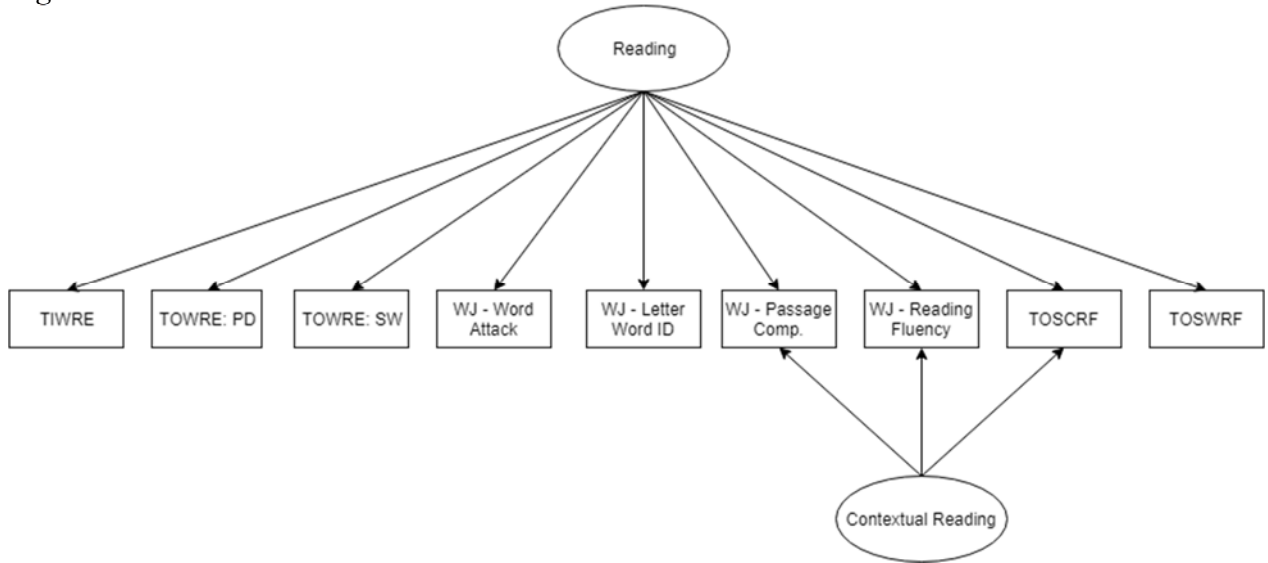 Reading
TIWRE
TOWRE: PD
TOWRE: SW
WJ - Word
Attack
WJ - Letter
Word ID
WJ - Passage
Comp.
WJ - Reading
Fluency
TOSCRF
TOSWRF
Contextual Reading